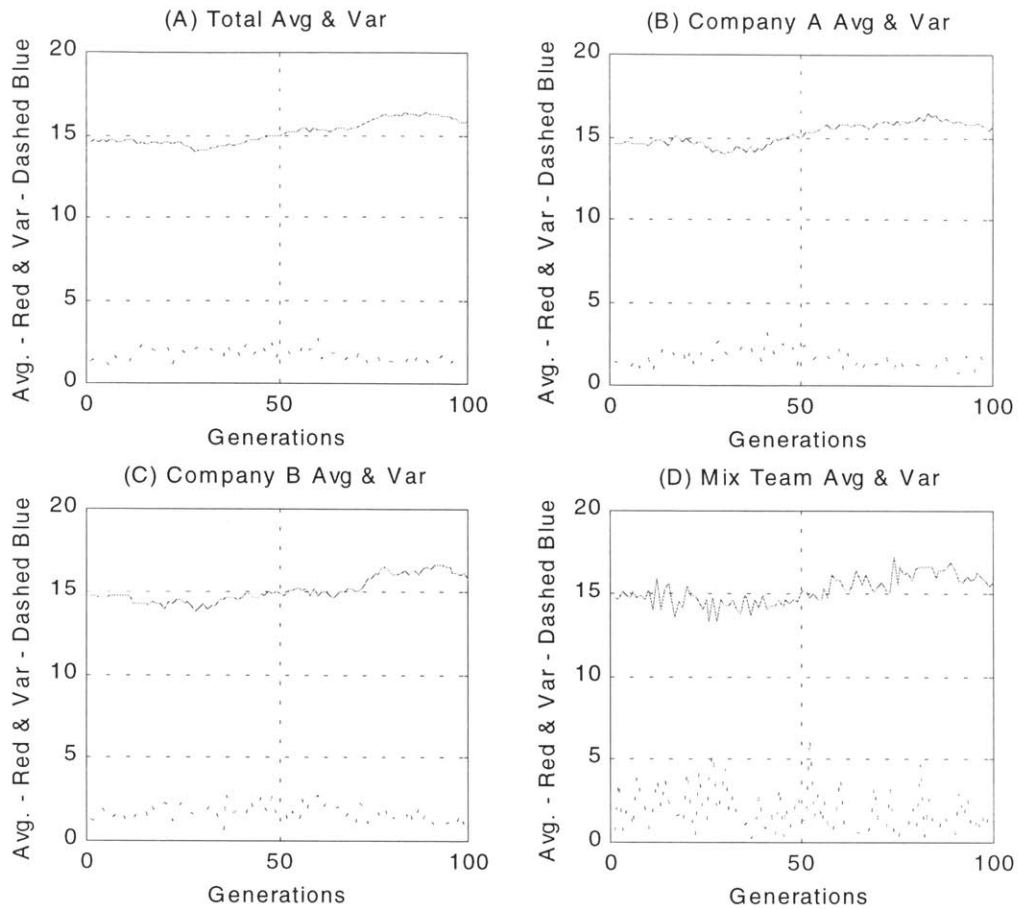 (A) Total Avg & Var
Avg. - Red & Var - Dashed Blue
20
15
10
5
0
0 50 100
Generations
(B) Company A Avg & Var
Avg. - Red & Var - Dashed Blue
20
15
10
5
0
0 50 100
Generations
(C) Company B Avg & Var
Avg. - Red & Var - Dashed Blue
20
15
10
5
0
0 50 100
Generations
(D) Mix Team Avg & Var
Avg. - Red & Var - Dashed Blue
20
15
10
5
0
0 50 100
Generations